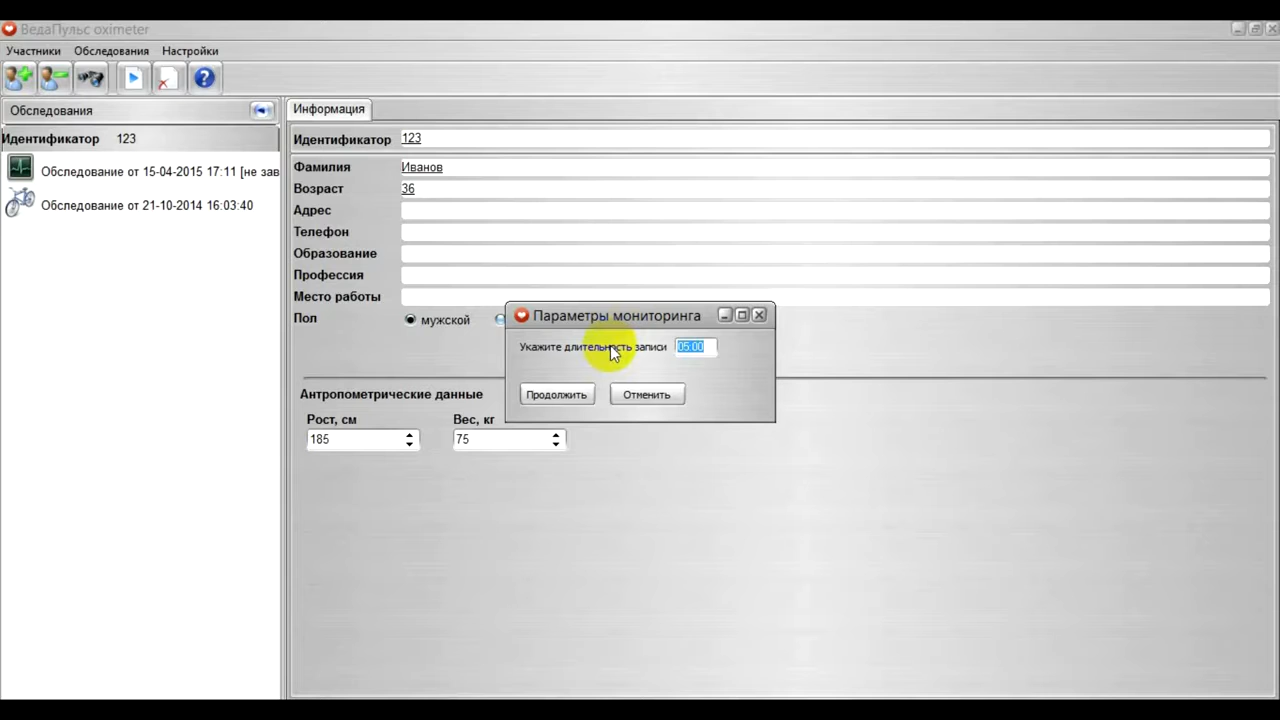 ВедаПульс oximeter
Участники Обследования Настройки
Обследования
Идентификатор 123
Обследование от 15-04-2015 17:11 [не зав
Обследование от 21-10-2014 16:03:40
Информация
Идентификатор 123
Фамилия Иванов
Возраст 36
Адрес
Телефон
Образование
Профессия
Место работы
Пол мужской
Параметры мониторинга
Укажите длительность записи 05:00
Продолжить Отменить
Антропометрические данные
Рост, см Вес, кг
185 75